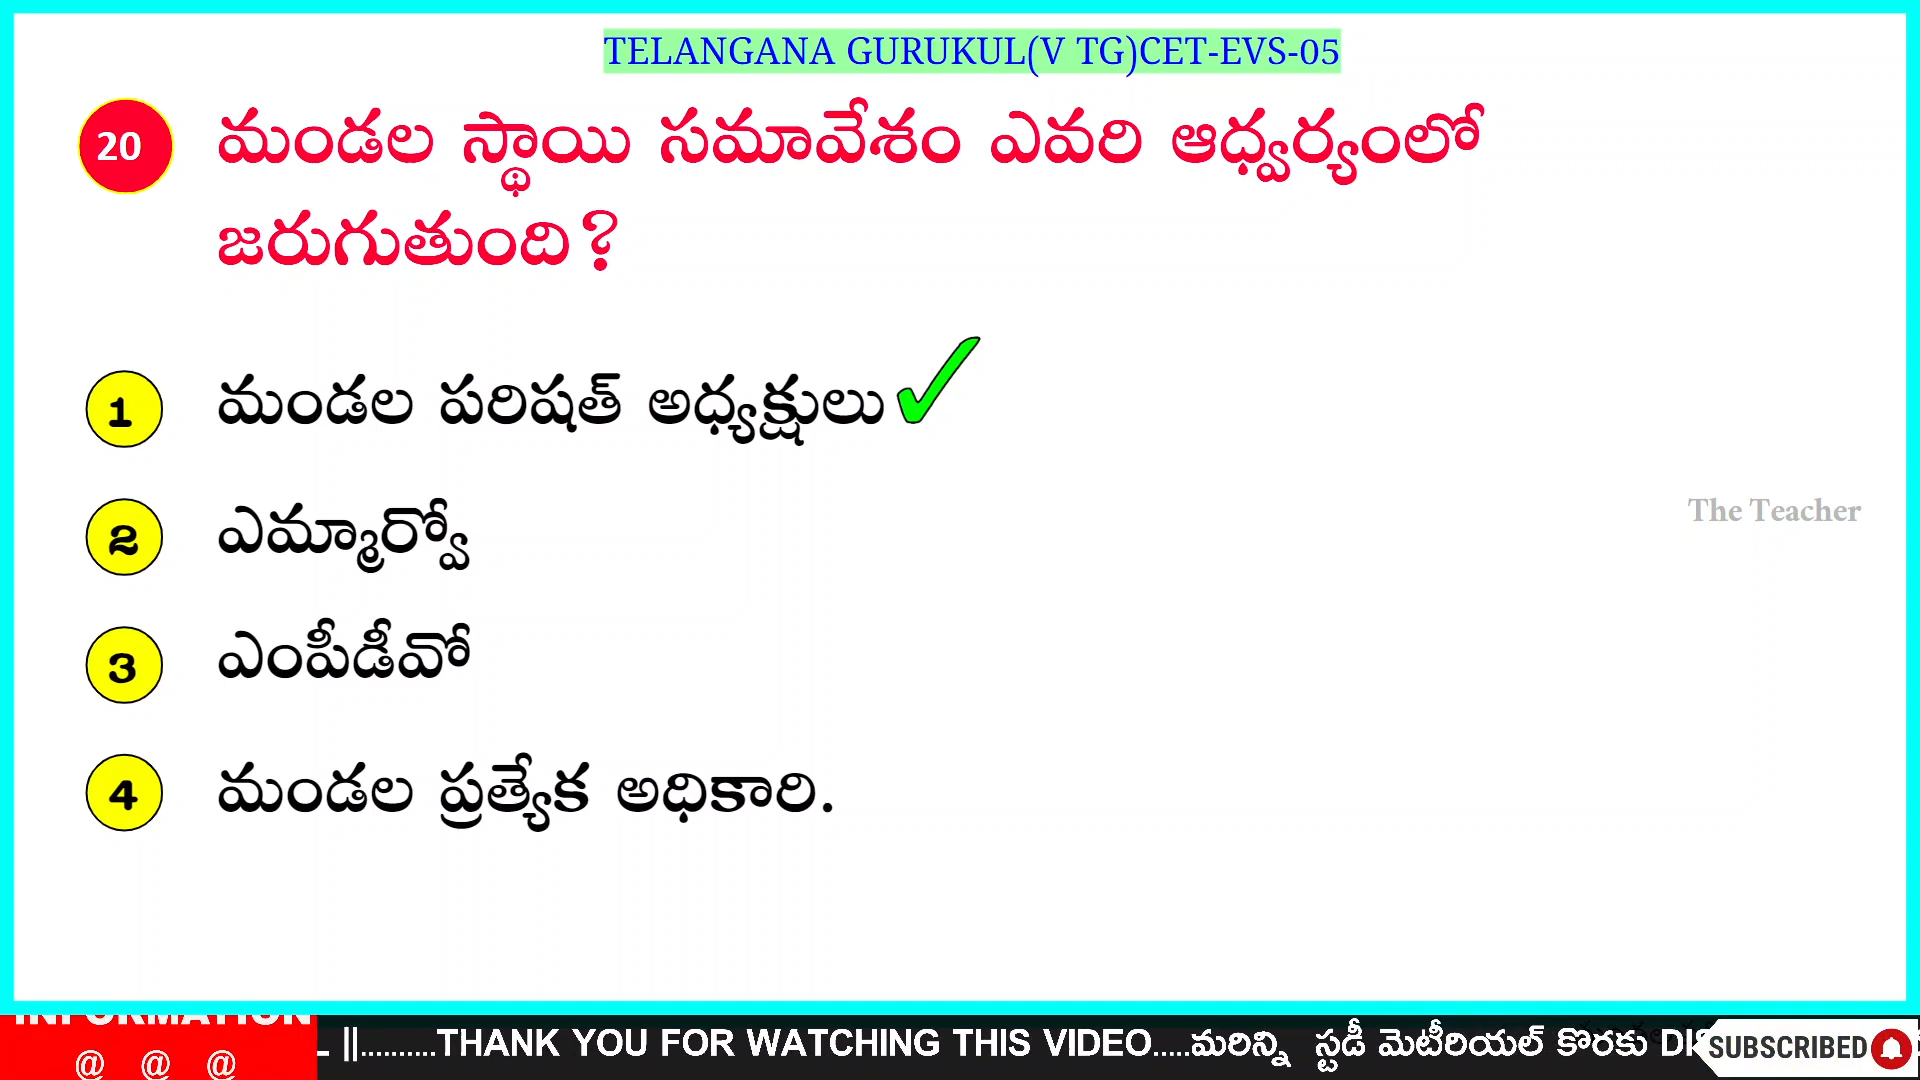 TELANGANA GURUKUL(V TG)CET-EVS-05
20 మండల స్థాయి సమావేశం ఎవరి ఆధ్వర్యంలో
జరుగుతుంది?
1 మండల పరిషత్ అధ్యక్షులు
2 ఎమ్మార్వో
The Teacher
3 ఎంపీడీవో
4 మండల ప్రత్యేక అధికారి.
INFORMATION
@ @ @
||..........THANK YOU FOR WATCHING THIS VIDEO.....మరిన్ని స్టడీ మెటీరియల్ కొరకు
SUBSCRIBED